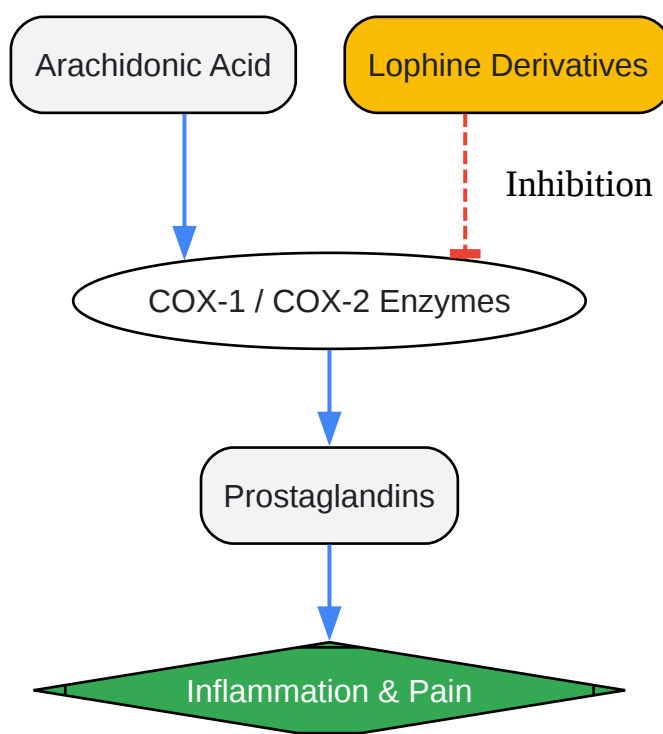 Arachidonic Acid
Lophine Derivatives
Inhibition
COX-1 / COX-2 Enzymes
Prostaglandins
Inflammation & Pain